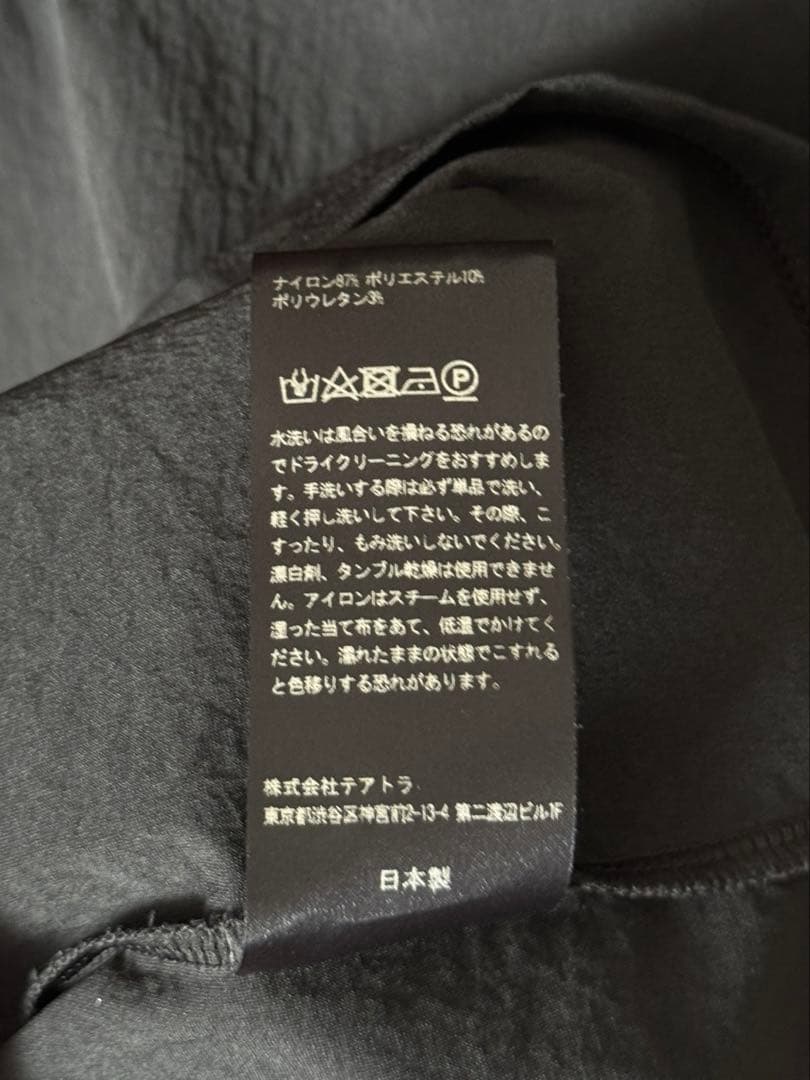 ナイロン87% ポリエステル10%
ポリウレタン3%
P
水洗いは風合いを損ねる恐れがあるの
でドライクリーニングをおすすめしま
す。手洗いする際は必ず単品で洗い、
軽く押し洗いして下さい。その際、こ
すったり、もみ洗いしないでください。
漂白剤、タンブル乾燥は使用できませ
ん。アイロンはスチームを使用せず、
湿った当て布をあて、低温でかけてく
ださい。濡れたままの状態でこすれる
と色移りする恐れがあります。
株式会社テアトラ
東京都渋谷区神宮前2-13-4 第二渡辺ビル1F
日本製